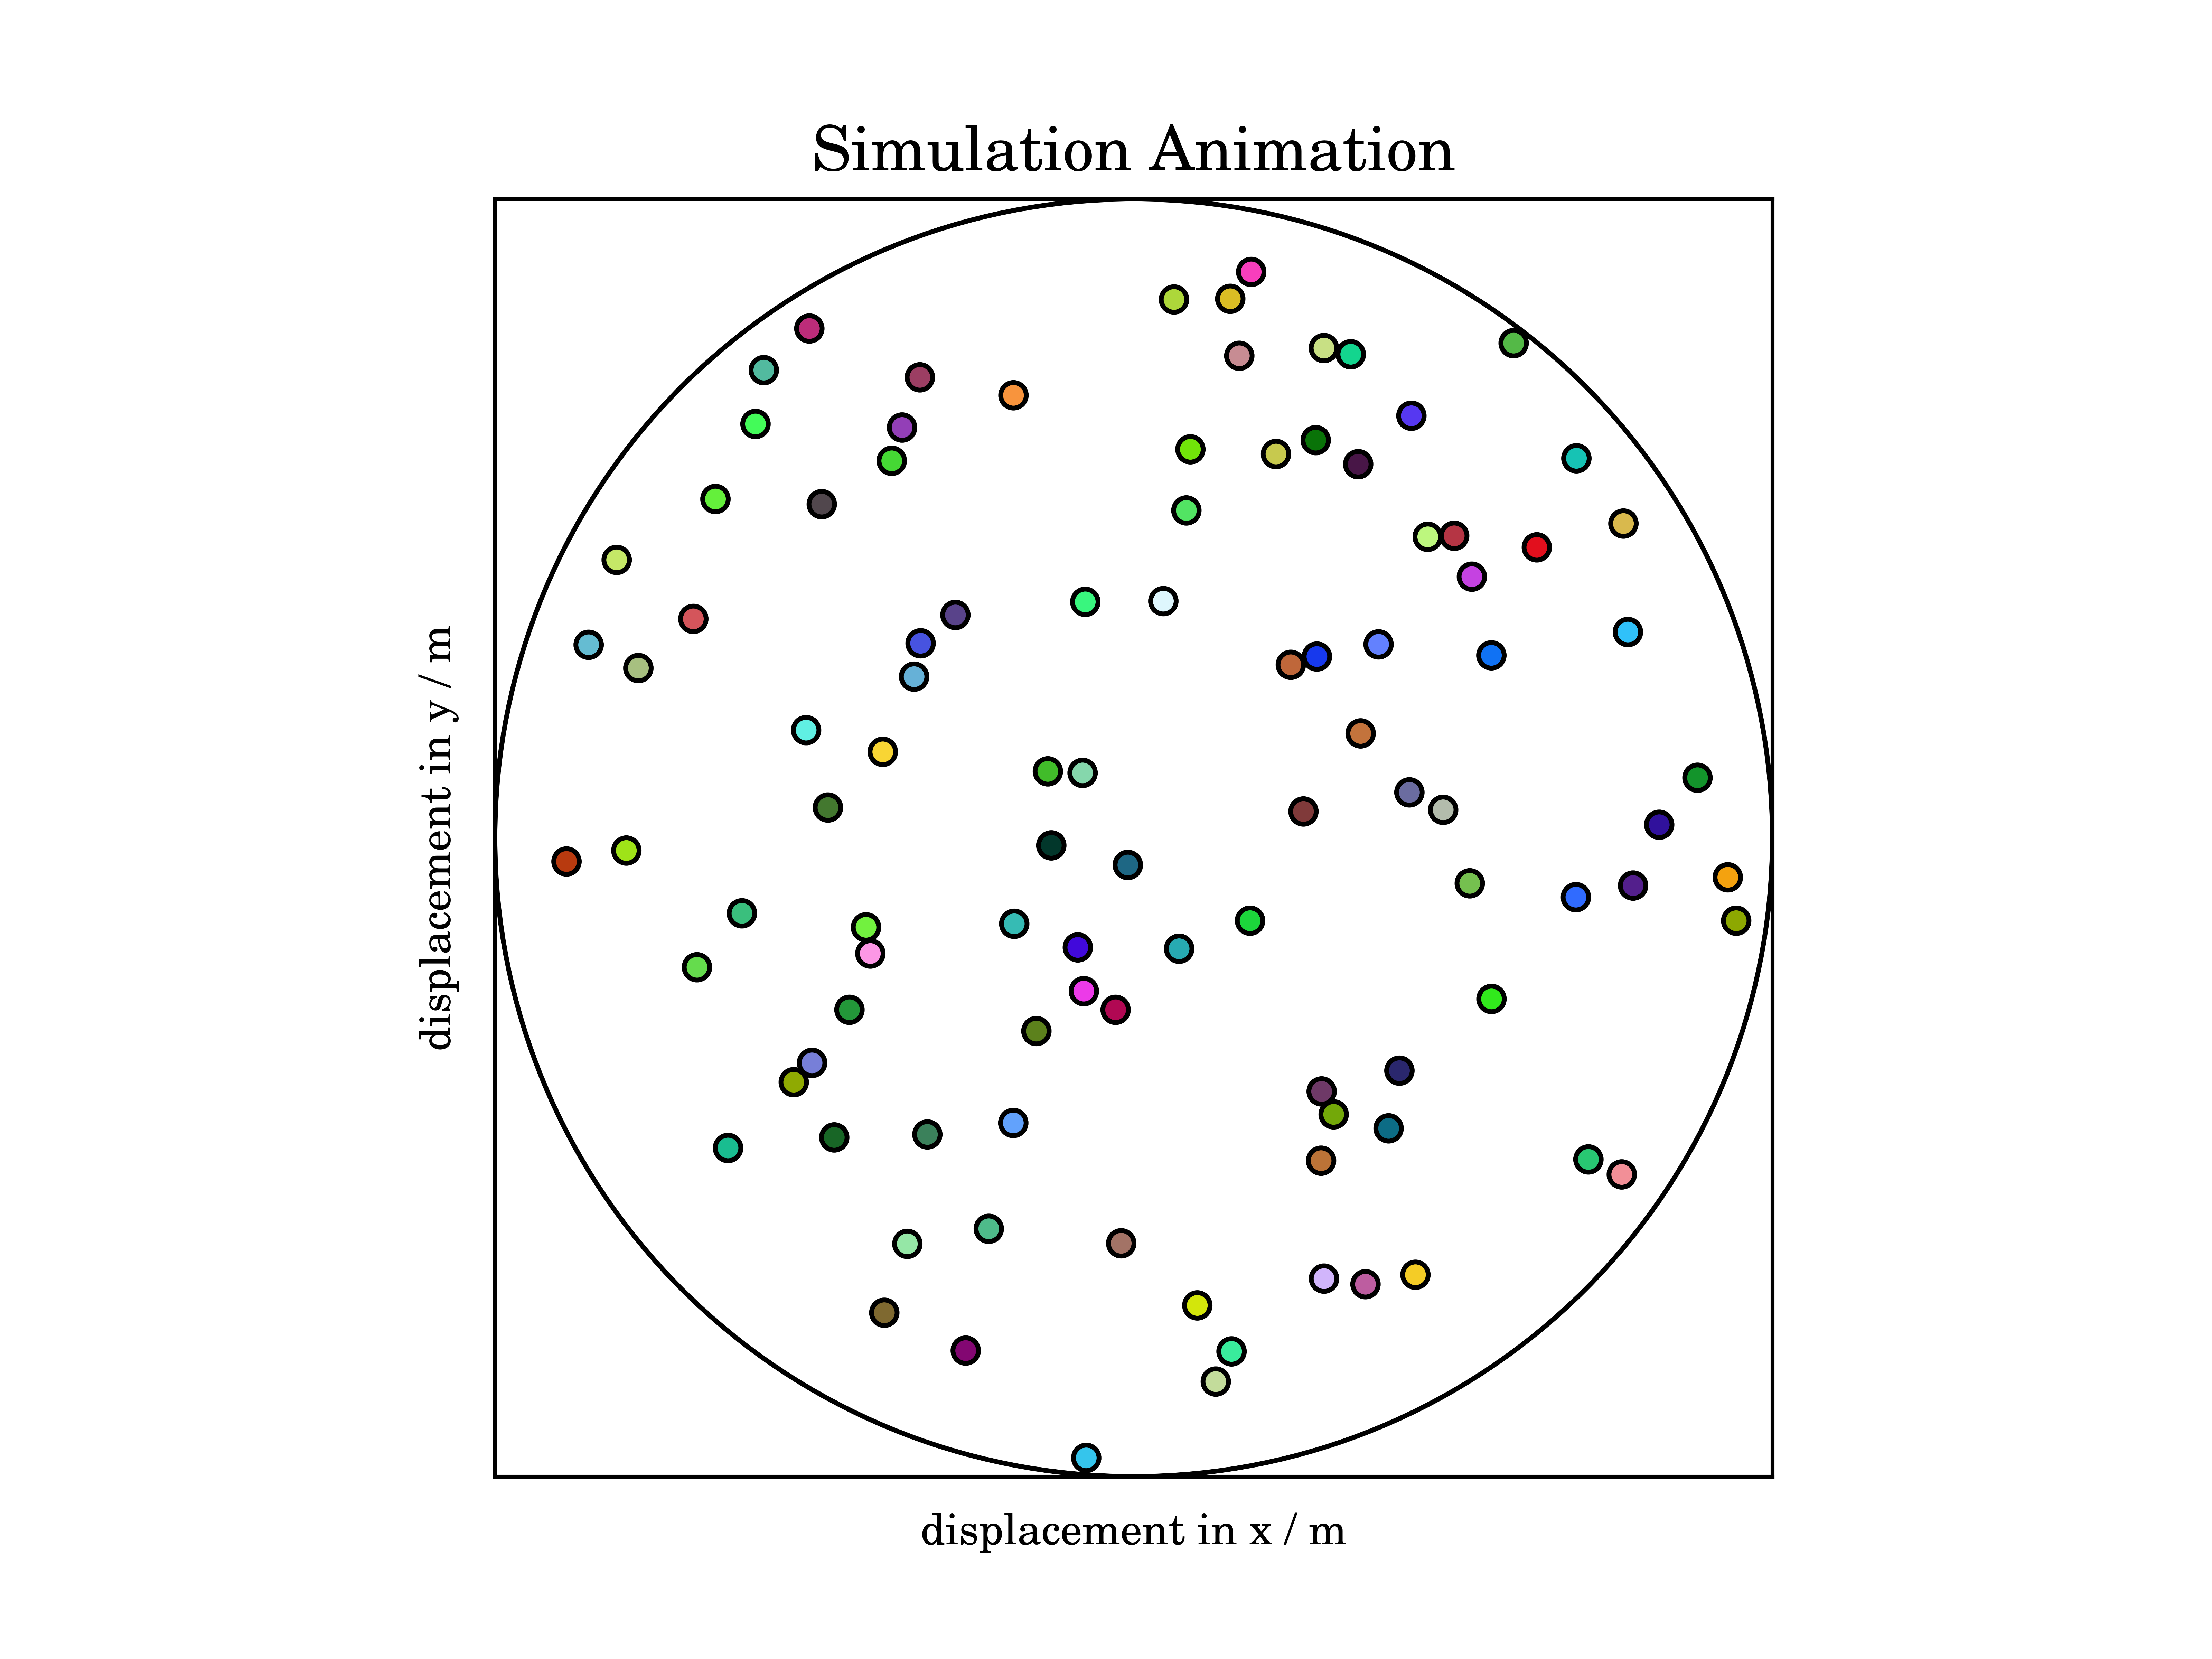 Simulation Animation
displacement in y / m
displacement in x / m